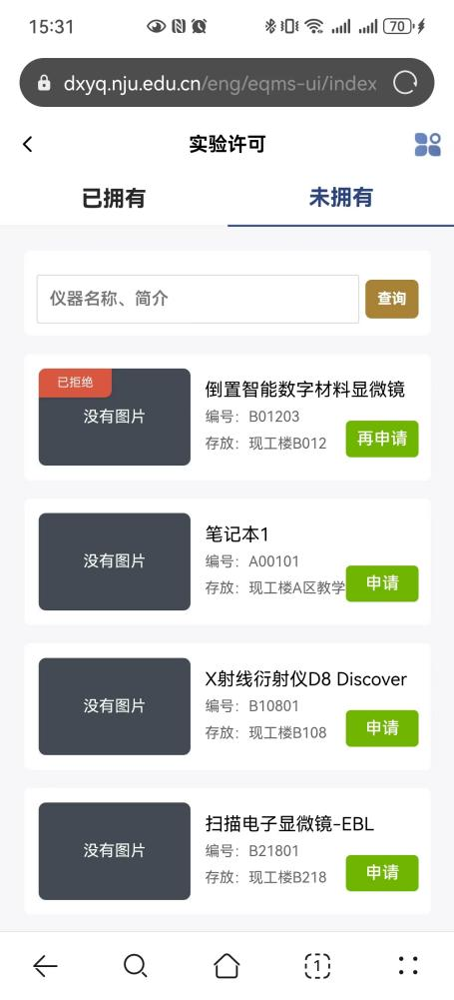 15:31
70
dxyq.nju.edu.cn/eng/eqms-ui/index
实验许可
已拥有
未拥有
仪器名称、简介
查询
已拒绝
没有图片
倒置智能数字材料显微镜
编号：B01203
存放：现工楼B012
再申请
没有图片
笔记本1
编号：A00101
存放：现工楼A区教学
申请
没有图片
X射线衍射仪D8 Discover
编号：B10801
存放：现工楼B108
申请
没有图片
扫描电子显微镜-EBL
编号：B21801
存放：现工楼B218
申请
1